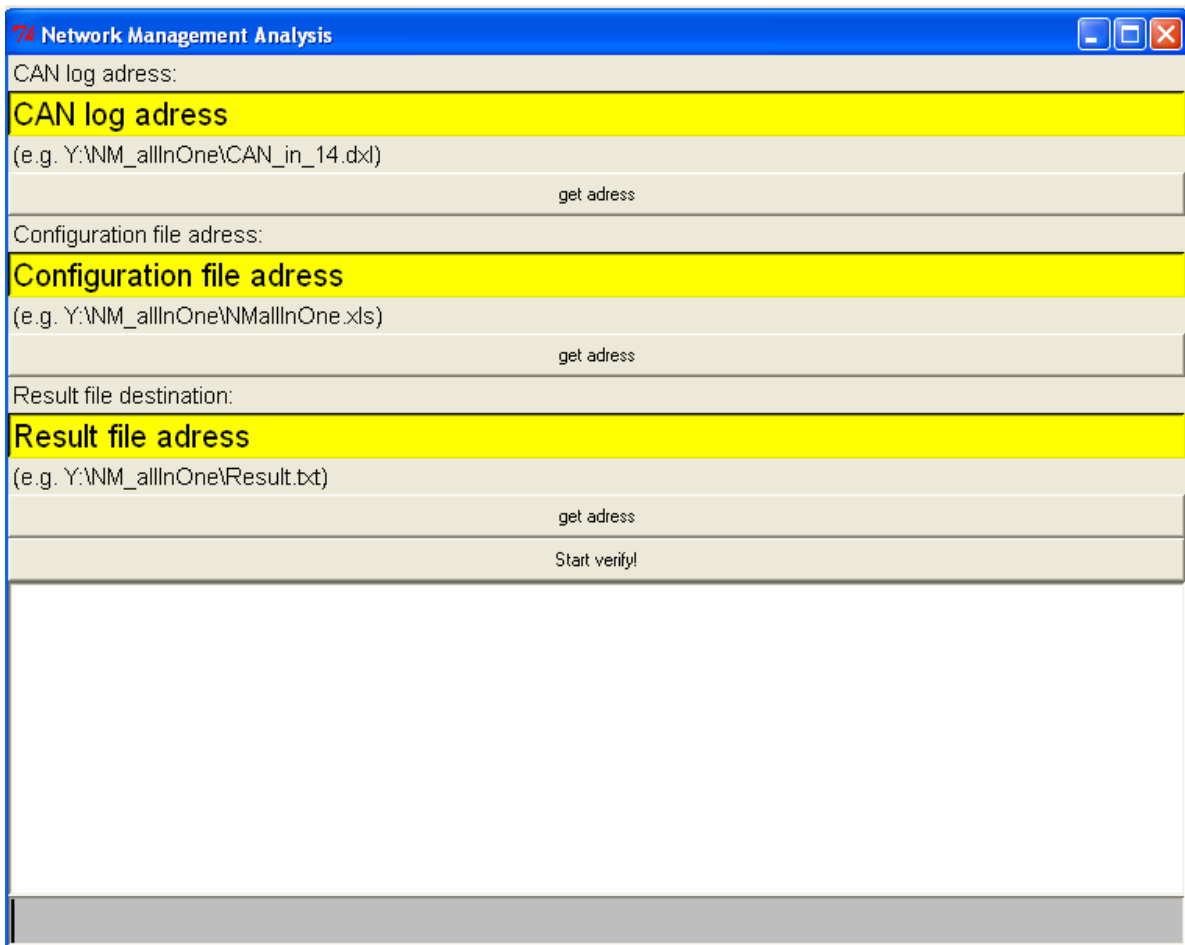 Network Management Analysis
CAN log adress:
CAN log adress
(e.g. Y:\NM_allInOne\CAN_in_14.dxl)
get adress
Configuration file adress:
Configuration file adress
(e.g. Y:\NM_allInOne\NMallInOne.xls)
get adress
Result file destination:
Result file adress
(e.g. Y:\NM_allInOne\Result.txt)
get adress
Start verify!